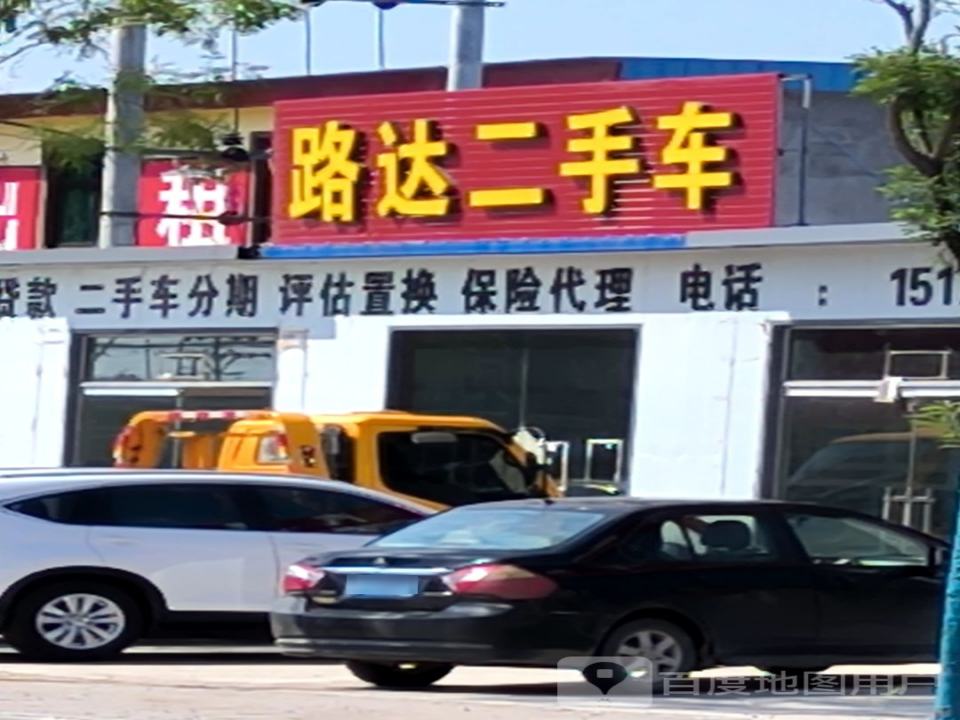 路达二手车
租
贷款 二手车分期 评估置换 保险代理 电话 : 151
百度地图用户